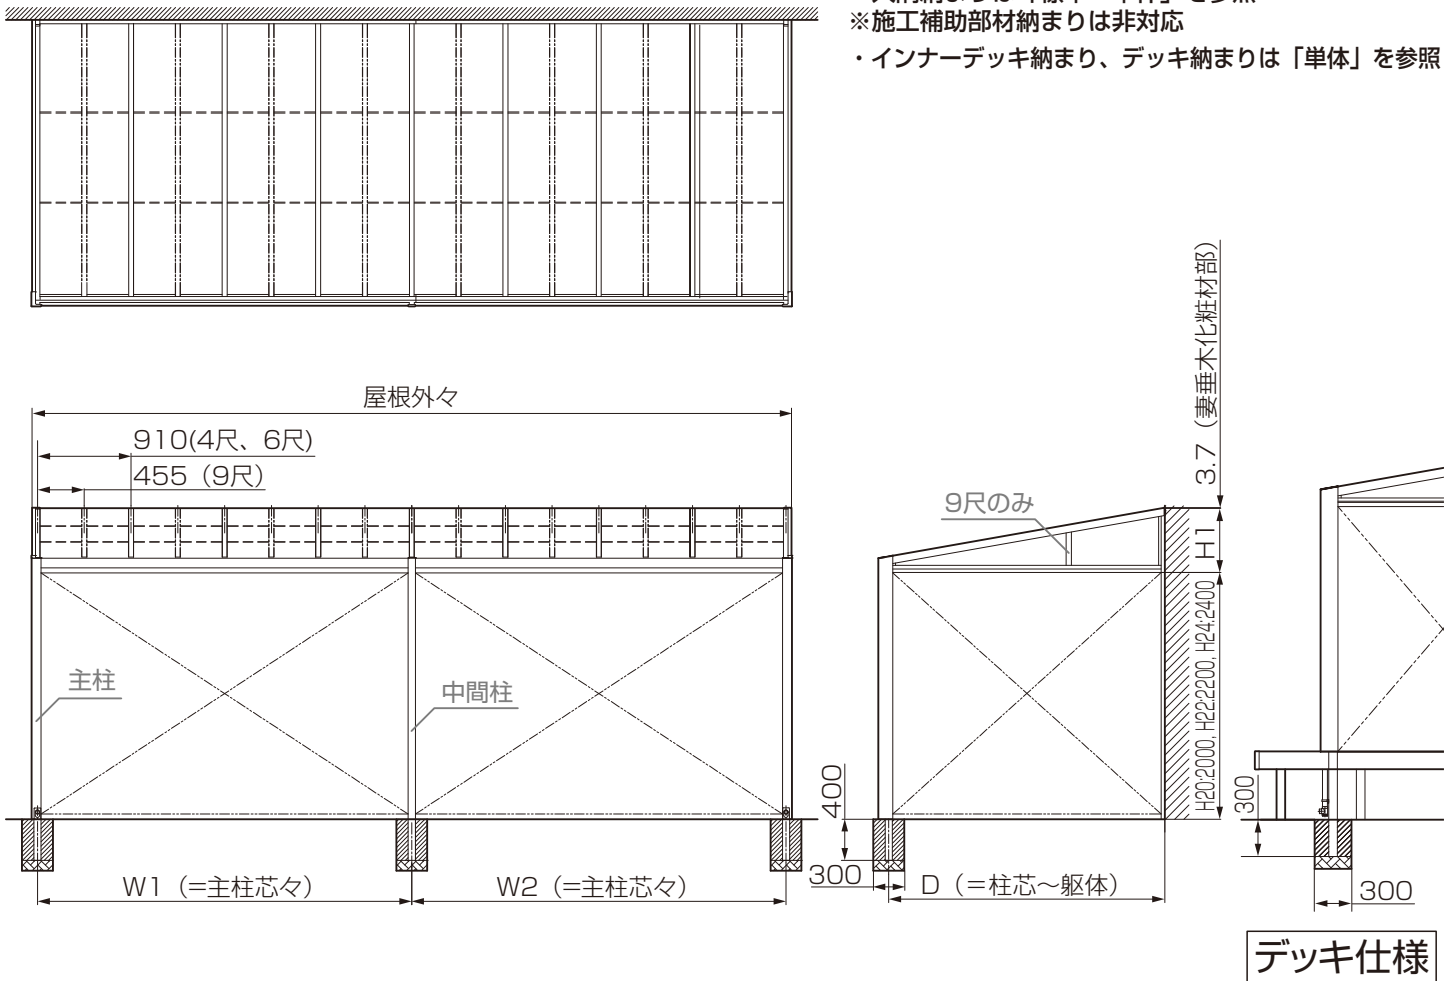 ※施工補助部材納まりは非対応
・インナーデッキ納まり、デッキ納まりは「単体」を参照
屋根外々
910(4尺、6尺)
455（9尺）
主柱
中間柱
W1（=主柱芯々）
W2（=主柱芯々）
3.7（妻垂木化粧材部）
9尺のみ
H1
H20:2000, H22:2200, H24:2400
400
300
D（＝柱芯～躯体）
300
300
デッキ仕様